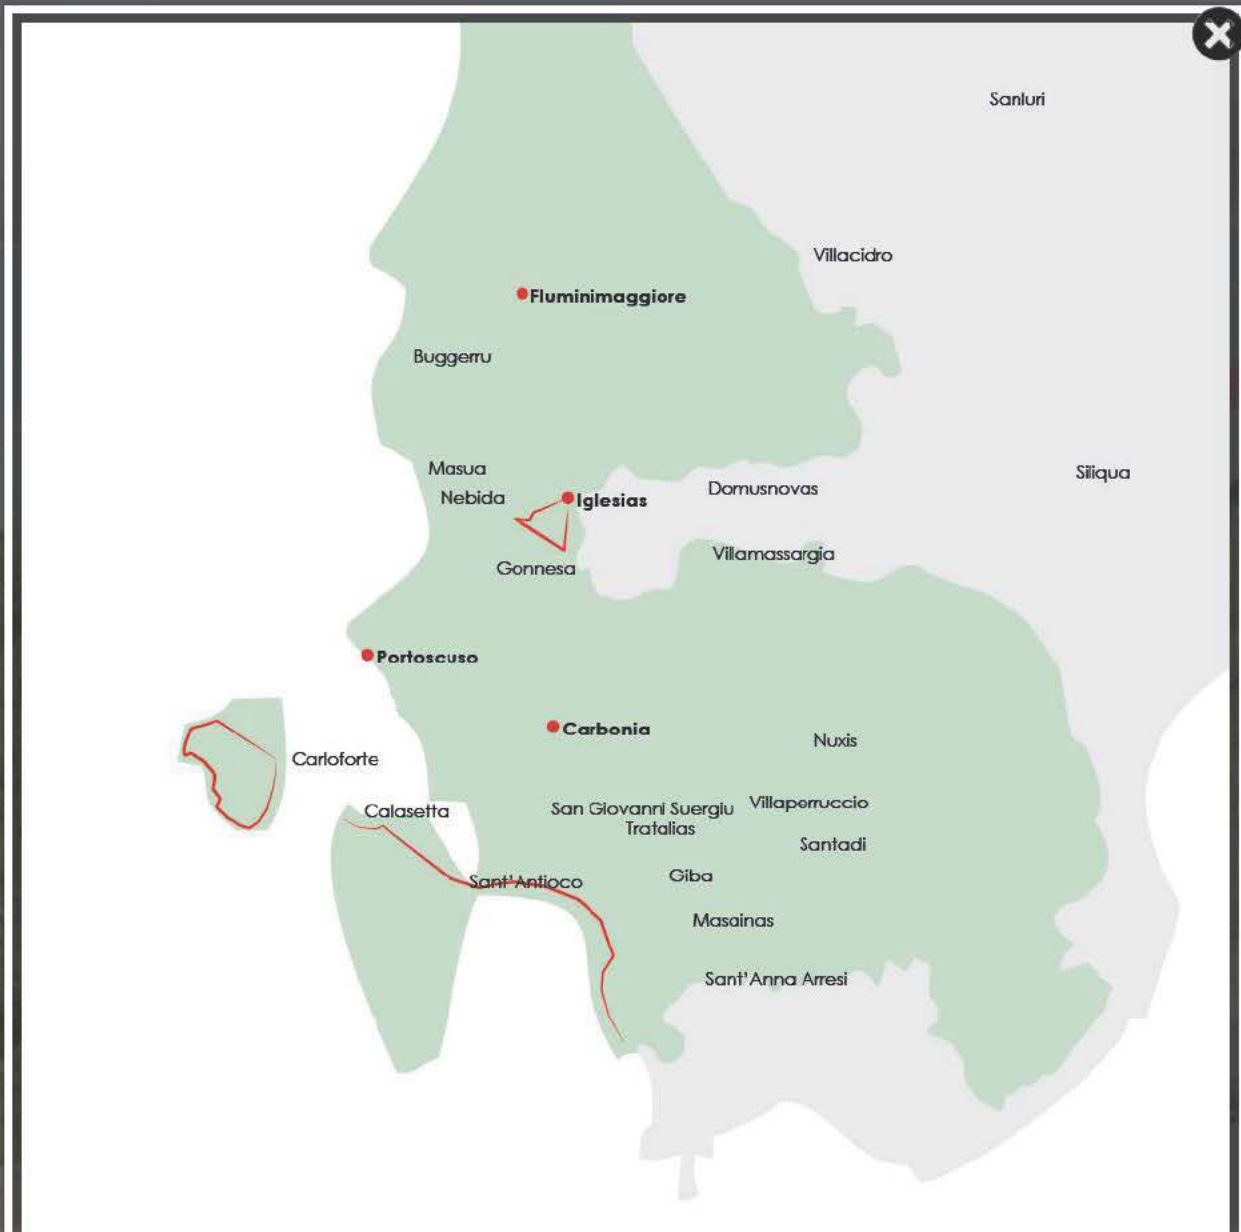 Sanluri
Villacidro
Fluminimaggiore
Buggerru
Masua
Siliqua
Domusnovas
Nebida
Iglesias
Villamassargia
Gonnesa
Portoscuso
Carbonia
Nuxis
Carloforte
Villaperruccio
San Giovanni Suergiu
Calasetta
Tratalias
Santadi
Giba
Sant'Antioco
Masainas
Sant'Anna Arresi